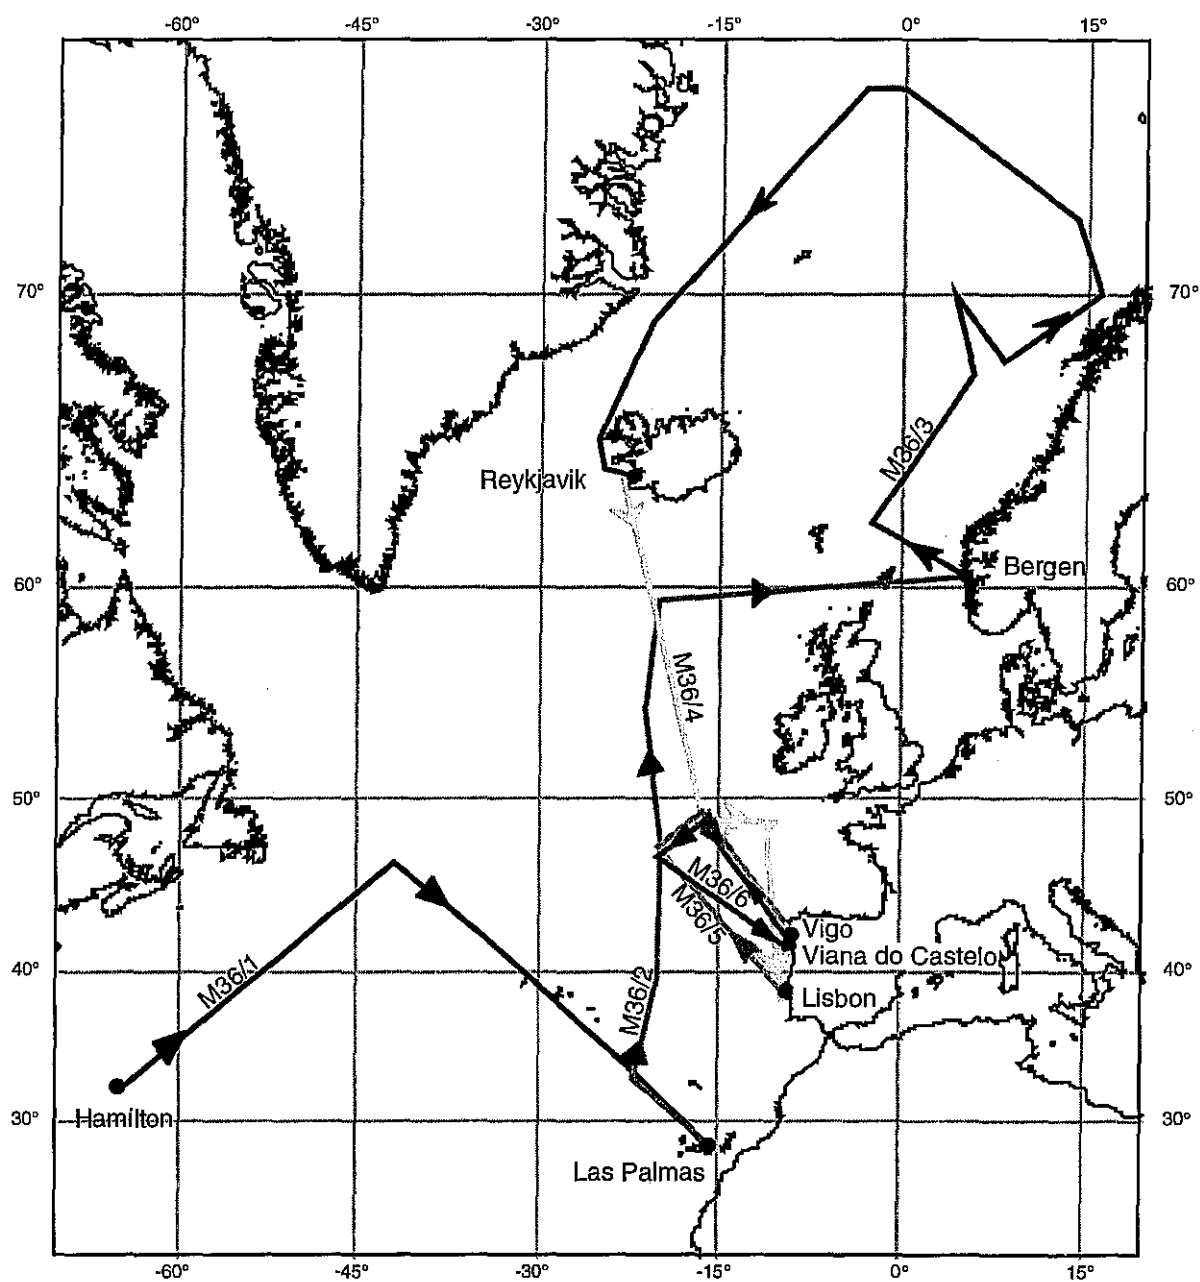 -60° -45° -30° -15° 0° 15°
70° 70°
M36/3
Reykjavik
Bergen
60° 60°
M36/4
50° 50°
M36/6
M36/5
Vigo
Viana do Castelo
40° 40°
M36/1
M36/2
Lisbon
Hamilton
30° 30°
Las Palmas
-60° -45° -30° -15° 0° 15°